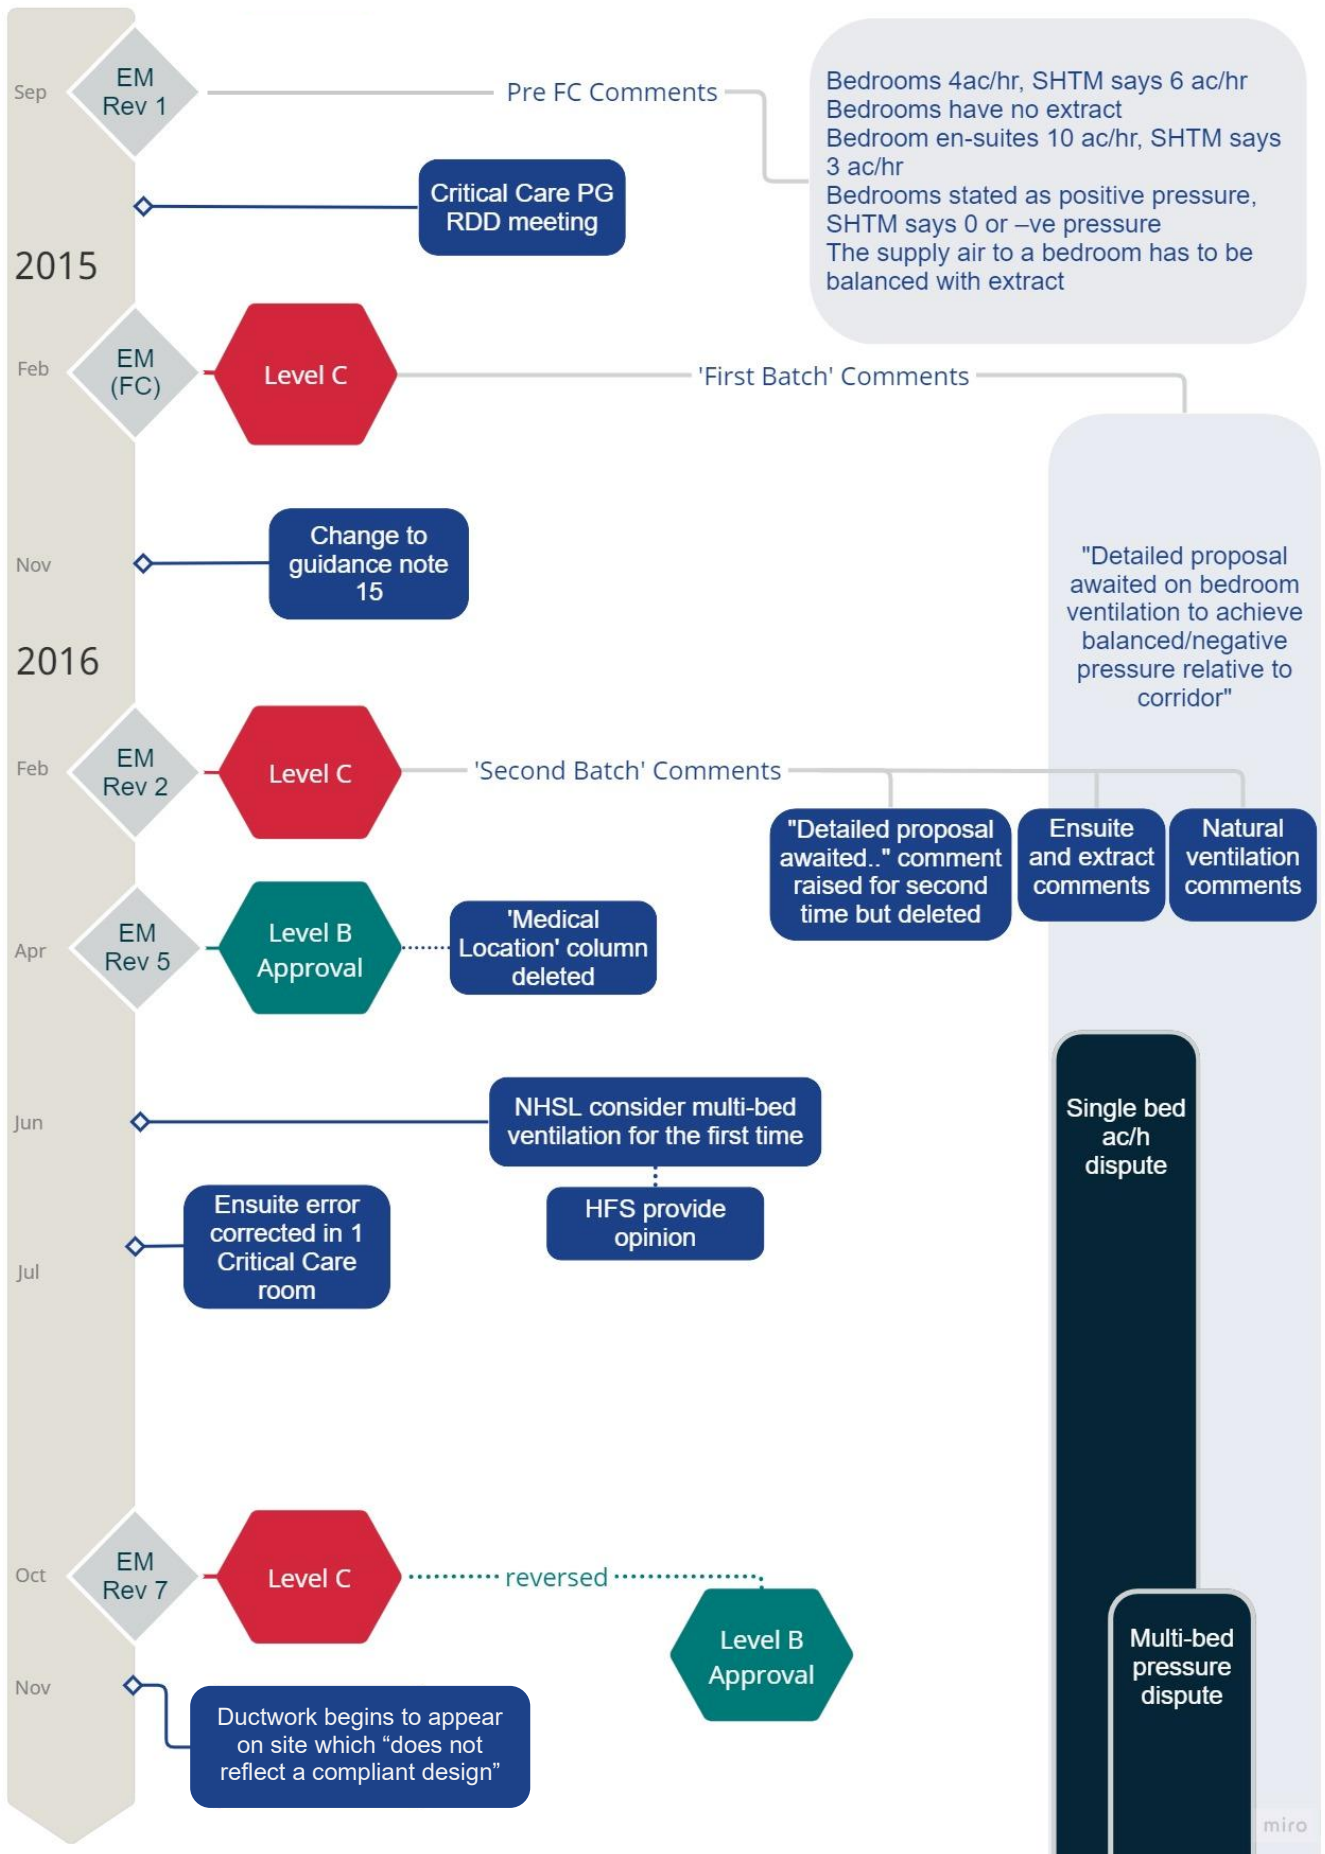 Sep
EM
Rev 1
Pre FC Comments
Bedrooms 4ac/hr, SHTM says 6 ac/hr
Bedrooms have no extract
Bedroom en-suites 10 ac/hr, SHTM says
3 ac/hr
Bedrooms stated as positive pressure,
SHTM says 0 or –ve pressure
The supply air to a bedroom has to be
balanced with extract
Critical Care PG
RDD meeting
2015
Feb
EM
(FC)
Level C
'First Batch' Comments
"Detailed proposal
awaited on bedroom
ventilation to achieve
balanced/negative
pressure relative to
corridor"
Nov
Change to
guidance note
15
2016
Feb
EM
Rev 2
Level C
'Second Batch' Comments
"Detailed proposal
awaited.." comment
raised for second
time but deleted
Ensuite
and extract
comments
Natural
ventilation
comments
Apr
EM
Rev 5
Level B
Approval
'Medical
Location' column
deleted
Single bed
ac/h
dispute
Jun
NHSL consider multi-bed
ventilation for the first time
HFS provide
opinion
Ensuite error
corrected in 1
Critical Care
room
Jul
Oct
EM
Rev 7
Level C
reversed
Level B
Approval
Multi-bed
pressure
dispute
Nov
Ductwork begins to appear
on site which “does not
reflect a compliant design”
miro